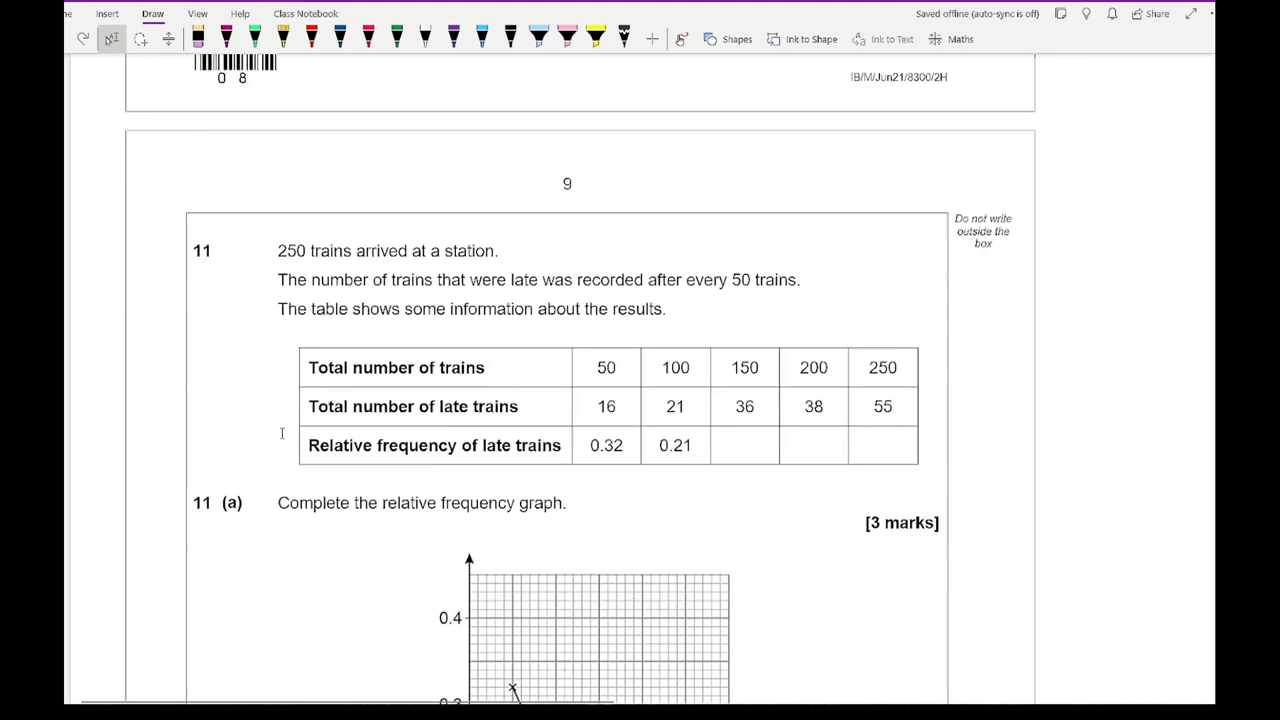 Insert Draw View Help Class Notebook Saved offline (auto-sync is off) Share
Shapes Ink to Shape Ink to Text Maths
0 8
IB/M/Jun21/8300/2H
9
Do not write
outside the
box
11 250 trains arrived at a station.
The number of trains that were late was recorded after every 50 trains.
The table shows some information about the results.
Total number of trains 50 100 150 200 250
Total number of late trains 16 21 36 38 55
Relative frequency of late trains 0.32 0.21
11 (a) Complete the relative frequency graph.
[3 marks]
0.4